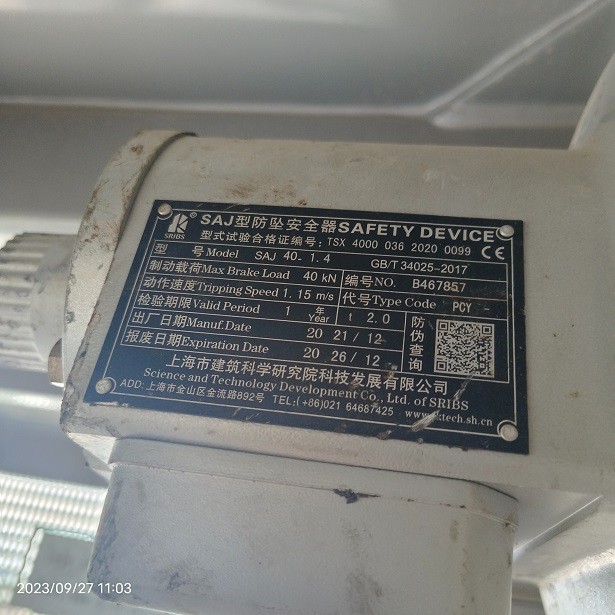 SRIBS
SAJ型防坠安全器SAFETY DEVICE
型式试验合格证编号: TSX 4000 036 2020 0099 CE
型 号Model SAJ 40-1.4 GB/T 34025-2017
制动载荷Max Brake Load 40 kN 编号NO. B467857
动作速度Tripping Speed 1.15 m/s 代号Type Code PCY -
检验期限Valid Period 1 年 Year t 2.0
出厂日期Manuf.Date 20 21/12
报废日期Expiration Date 20 26/12
防伪查询
上海市建筑科学研究院科技发展有限公司
Science and Technology Development Co., Ltd. of SRIBS
ADD: 上海市金山区金流路892号 TEL:(+86)021 64687425 tech.sh.cn
2023/09/27 11:03